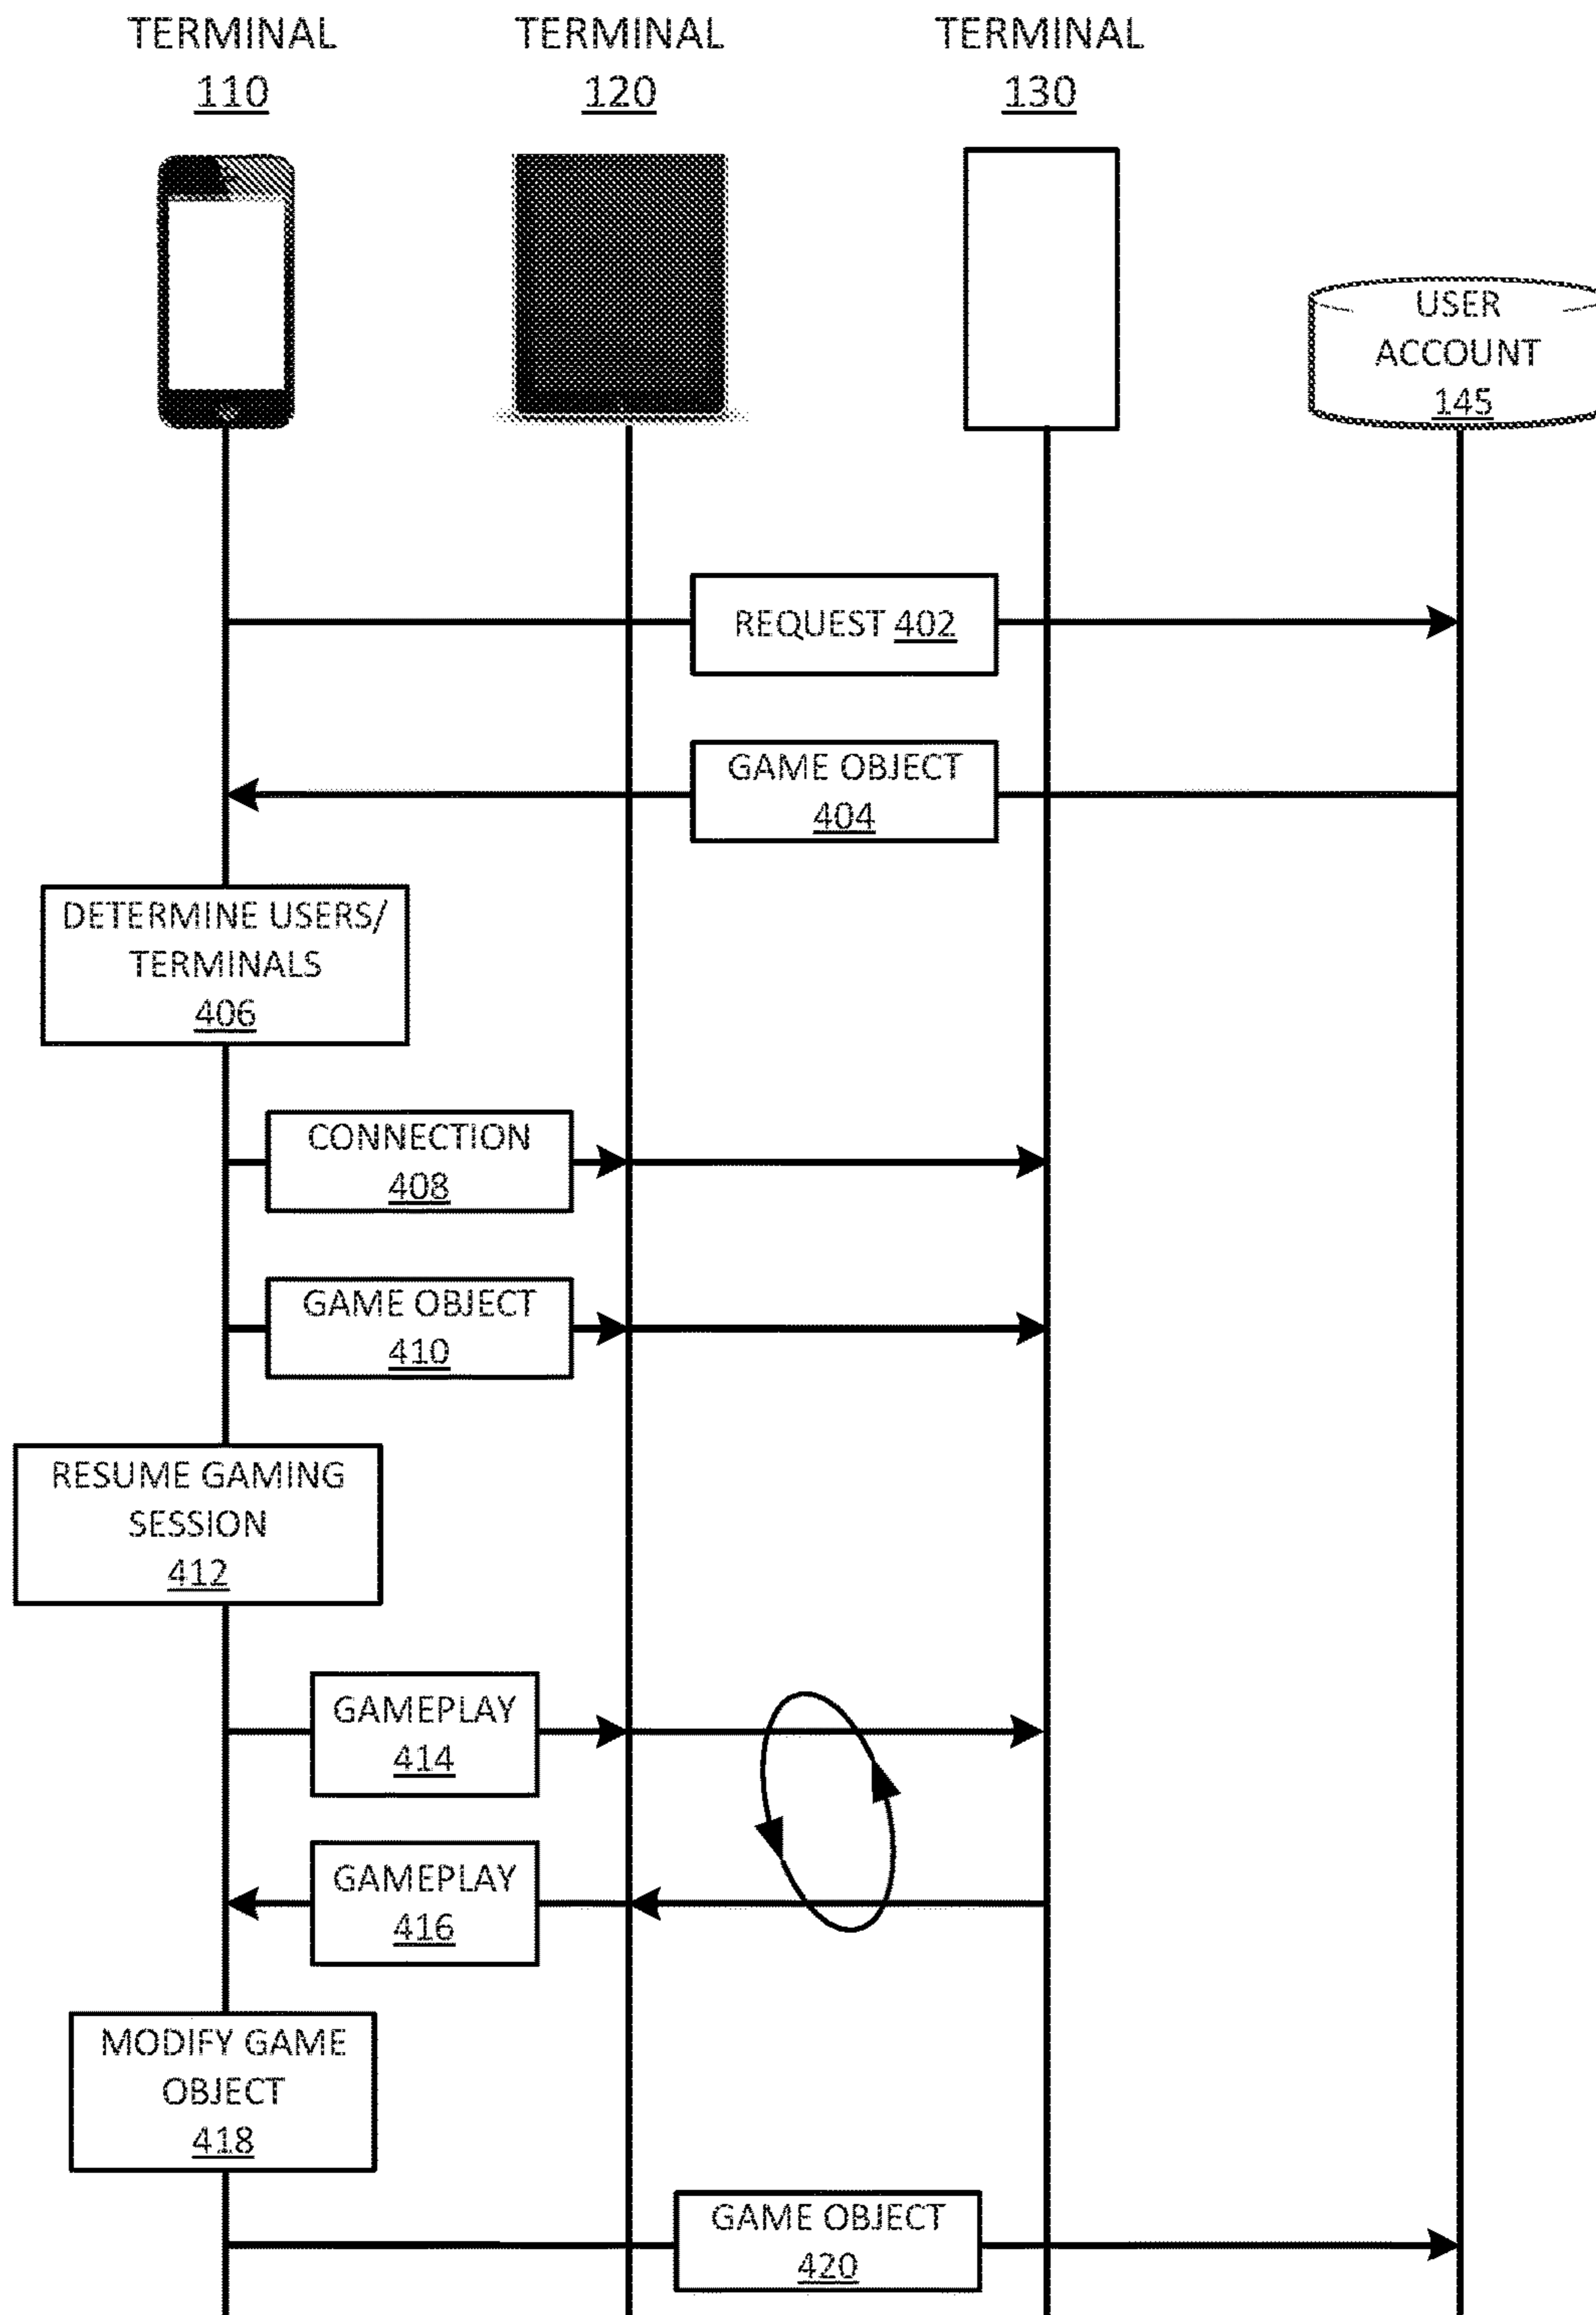 TERMINAL
110
TERMINAL
120
TERMINAL
130
USER
ACCOUNT
145
REQUEST 402
GAME OBJECT
404
DETERMINE USERS/
TERMINALS
406
CONNECTION
408
GAME OBJECT
410
RESUME GAMING
SESSION
412
GAMEPLAY
414
GAMEPLAY
416
MODIFY GAME
OBJECT
418
GAME OBJECT
420